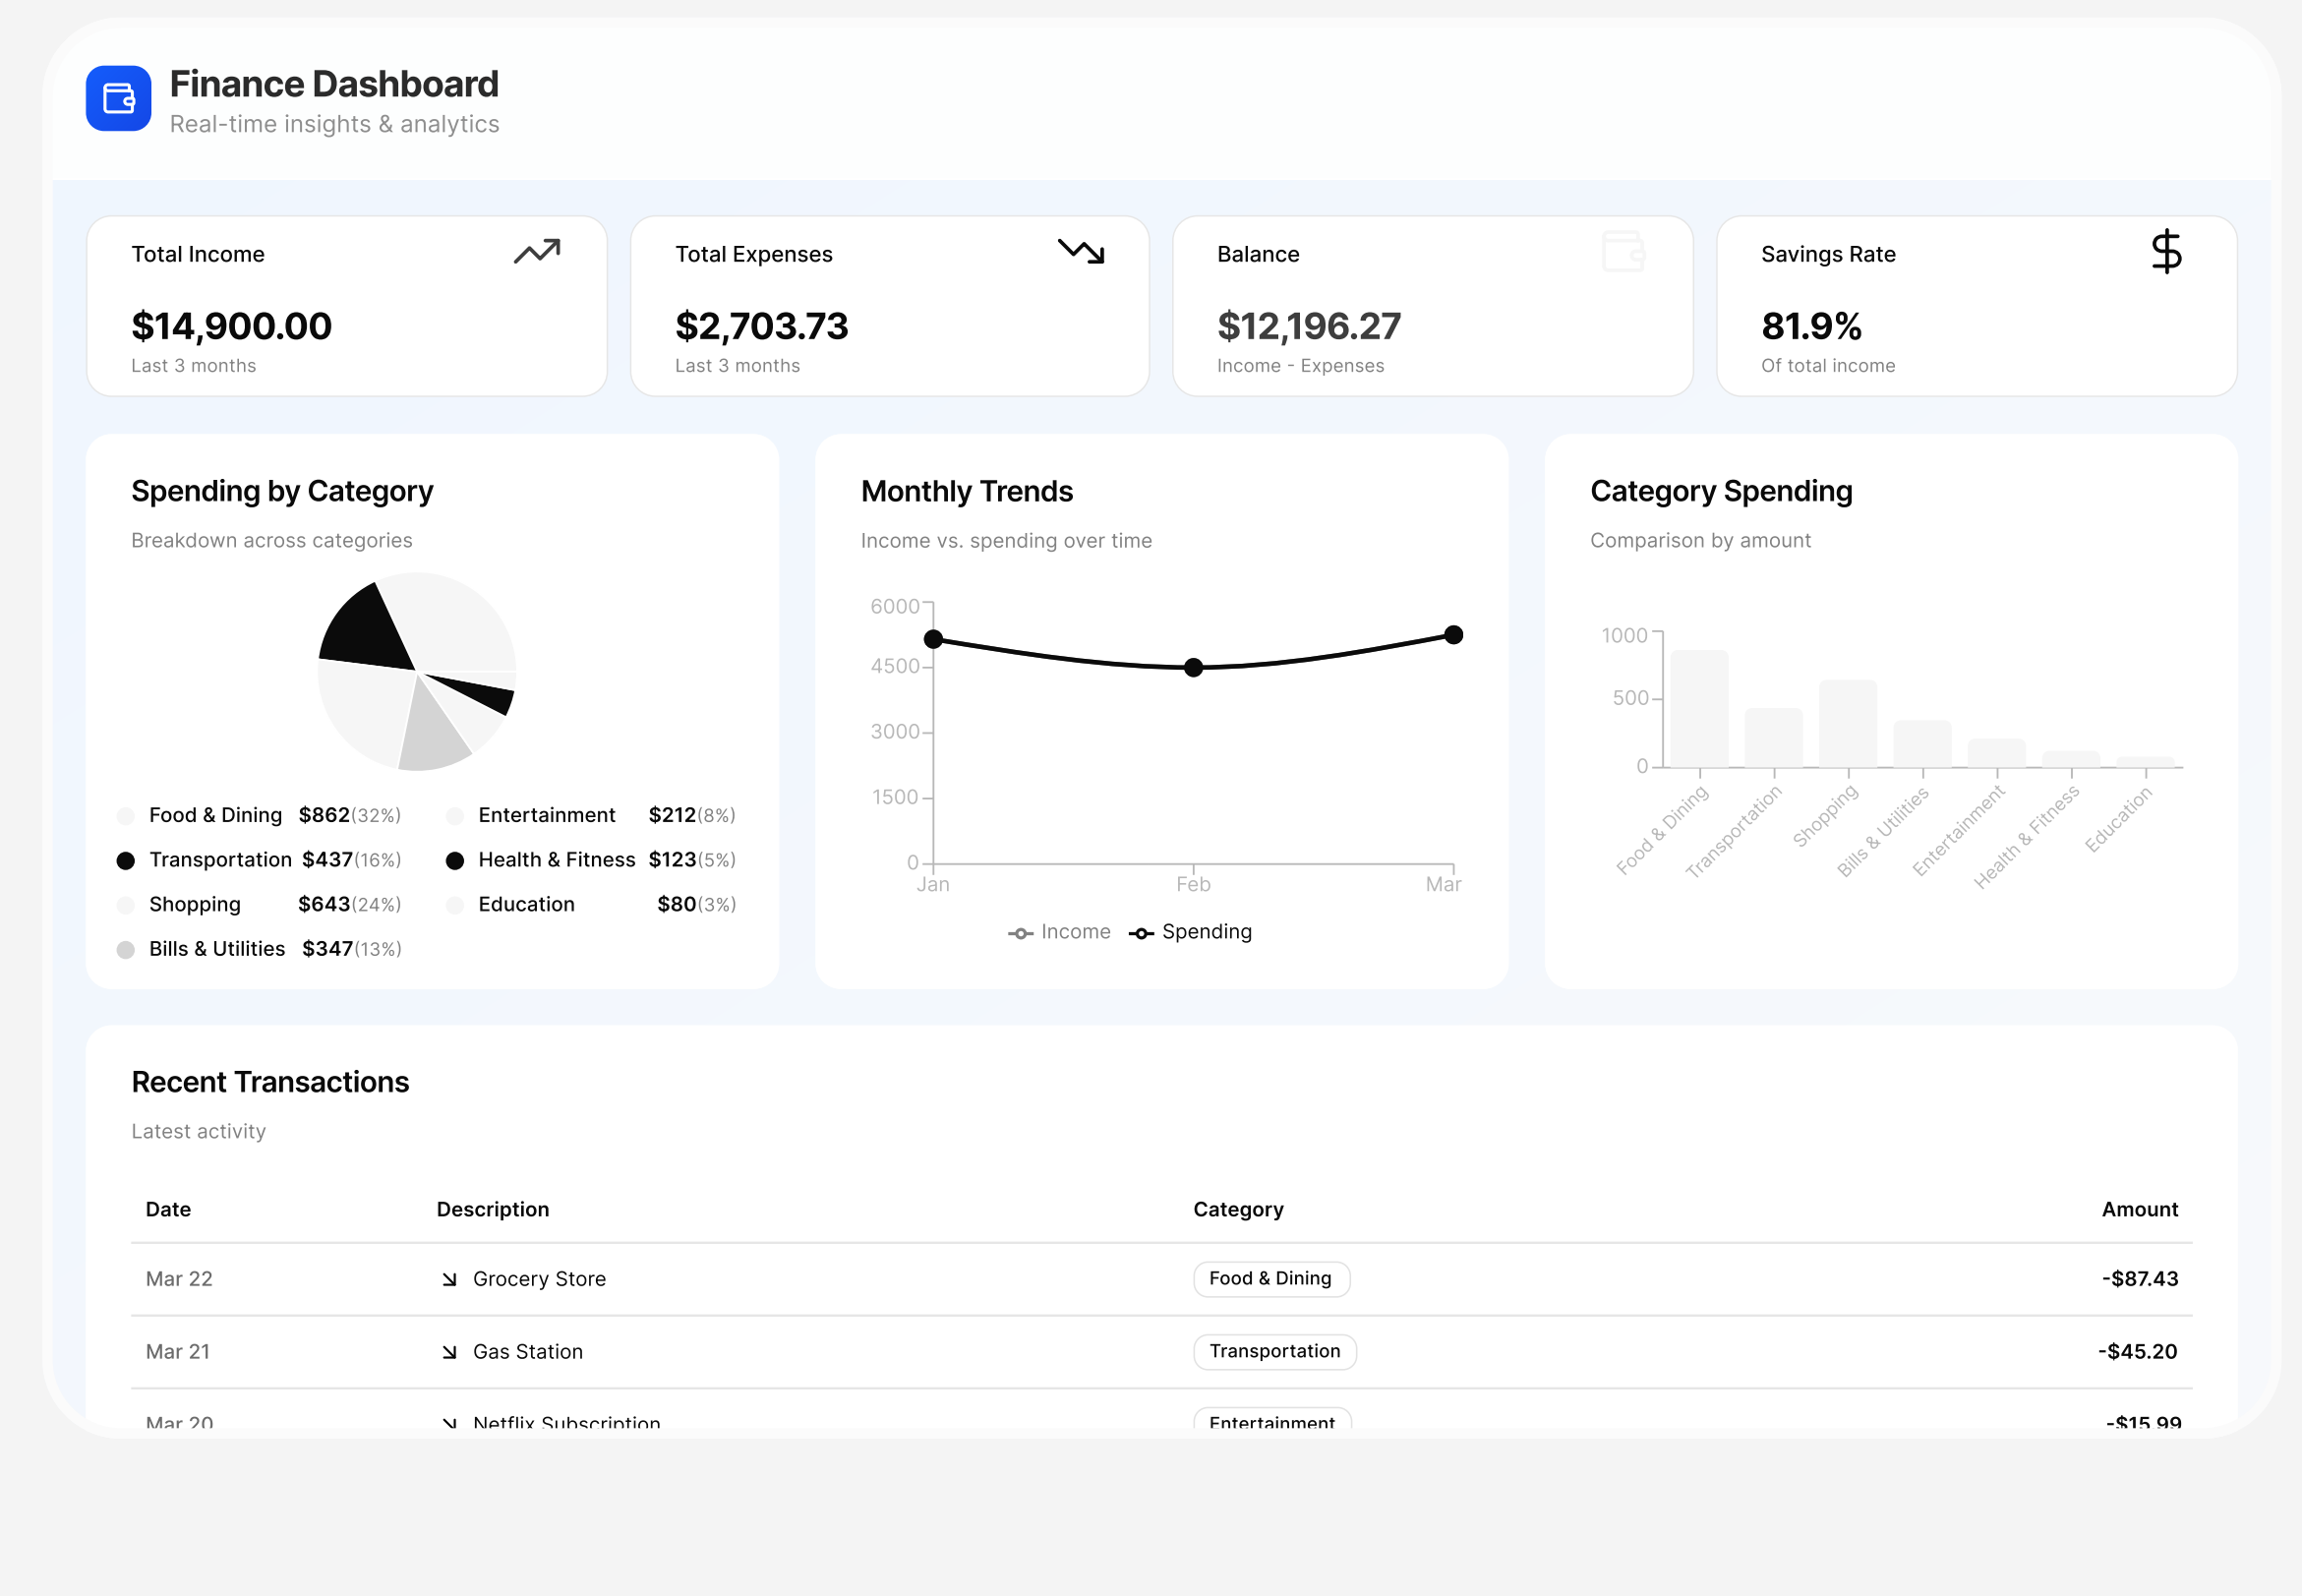 Finance Dashboard
Real-time insights & analytics
Total Income
$14,900.00
Last 3 months
Total Expenses
$2,703.73
Last 3 months
Balance
$12,196.27
Income - Expenses
Savings Rate
81.9%
Of total income
Spending by Category
Breakdown across categories
Food & Dining $862(32%)
Transportation $437(16%)
Shopping $643(24%)
Bills & Utilities $347(13%)
Entertainment $212(8%)
Health & Fitness $123(5%)
Education $80(3%)
Monthly Trends
Income vs. spending over time
6000
4500
3000
1500
0
Jan Feb Mar
Income Spending
Category Spending
Comparison by amount
1000
500
0
Food & Dining
Transportation
Shopping
Bills & Utilities
Entertainment
Health & Fitness
Education
Recent Transactions
Latest activity
Date Description Category Amount
Mar 22 Grocery Store Food & Dining -$87.43
Mar 21 Gas Station Transportation -$45.20
Mar 20 Netflix Subscription Entertainment -$15.99